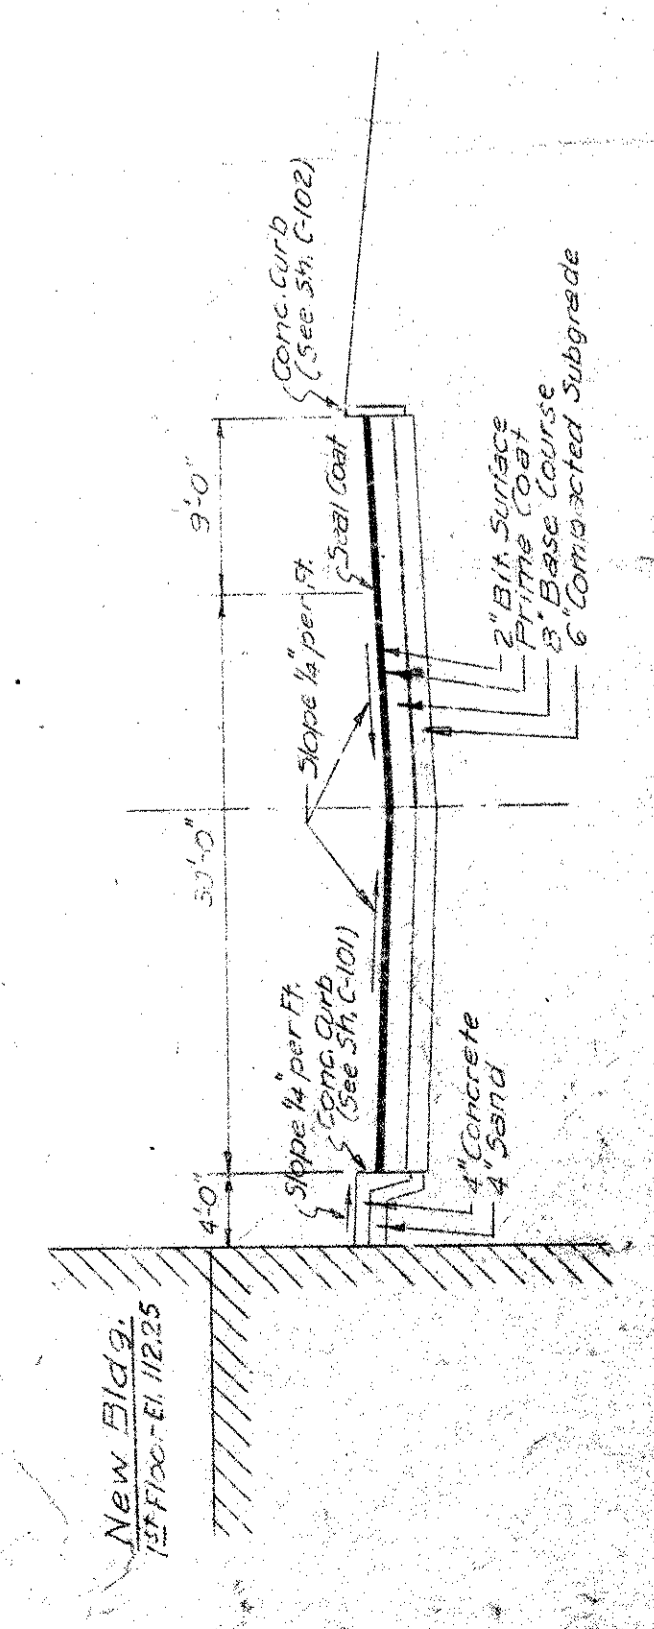 New Bldg.
1ST Floor-El. 112.25
4'-0"
30'-0"
9'-0"
Slope 1/4" per Ft.
Conc. Curb
(See Sh. C-101)
Slope 1/4" per Ft.
Seal Coat
Conc. Curb
(See Sh. C-102)
4" Concrete
4" Sand
2" Bit. Surface
Prime Coat
8" Base Course
6" Compacted Subgrade